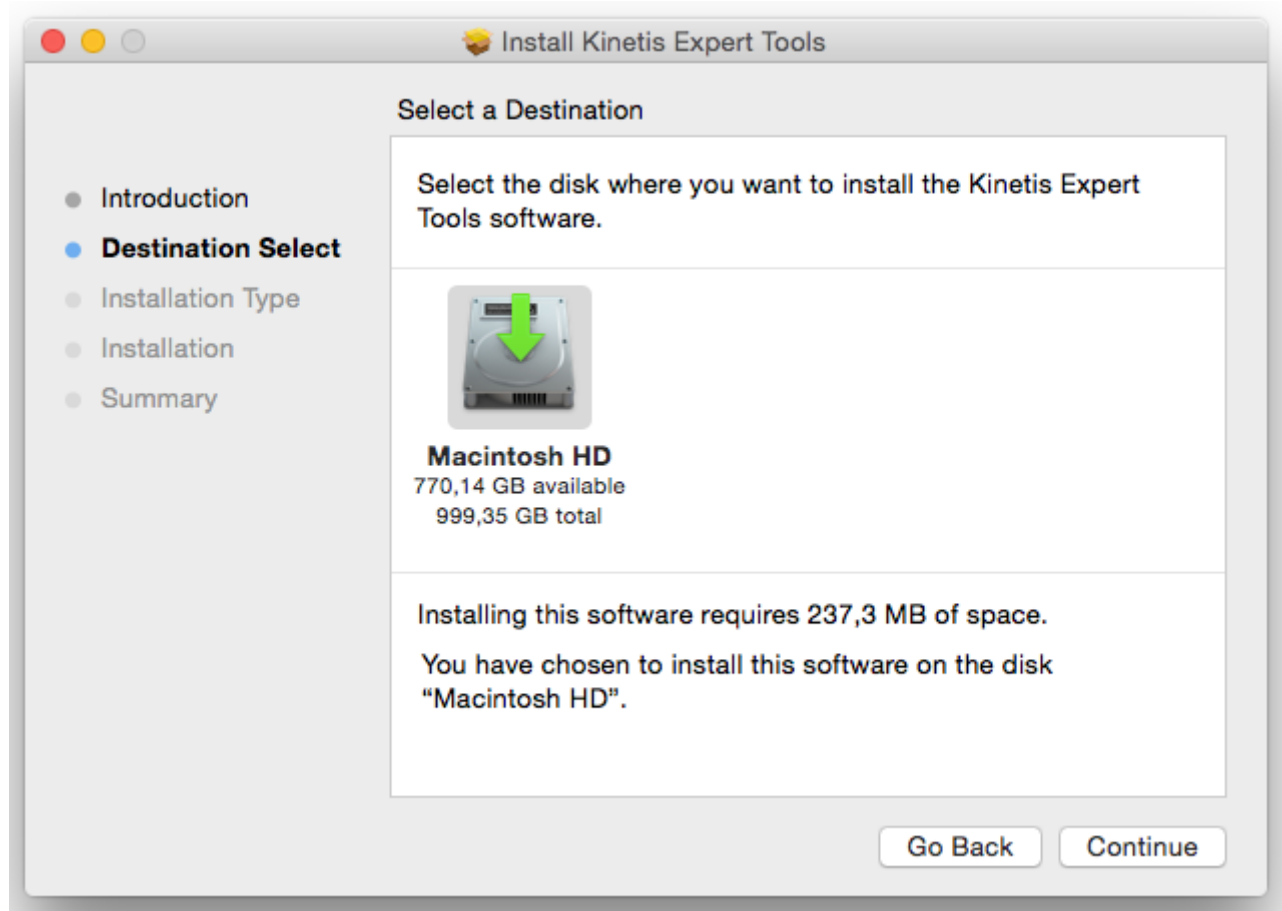 Install Kinetis Expert Tools
Select a Destination
Introduction
Destination Select
Installation Type
Installation
Summary
Select the disk where you want to install the Kinetis Expert
Tools software.
Macintosh HD
770,14 GB available
999,35 GB total
Installing this software requires 237,3 MB of space.
You have chosen to install this software on the disk
“Macintosh HD”.
Go Back
Continue